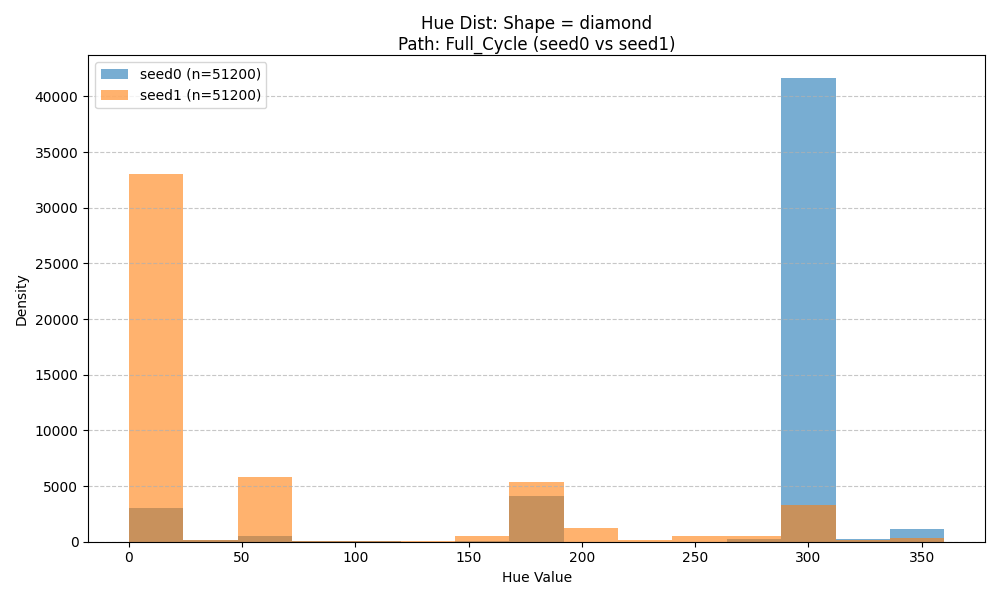 Hue Dist: Shape = diamond
Path: Full_Cycle (seed0 vs seed1)
seed0 (n=51200)
seed1 (n=51200)
40000
35000
30000
25000
20000
15000
10000
5000
0
Density
0 50 100 150 200 250 300 350
Hue Value